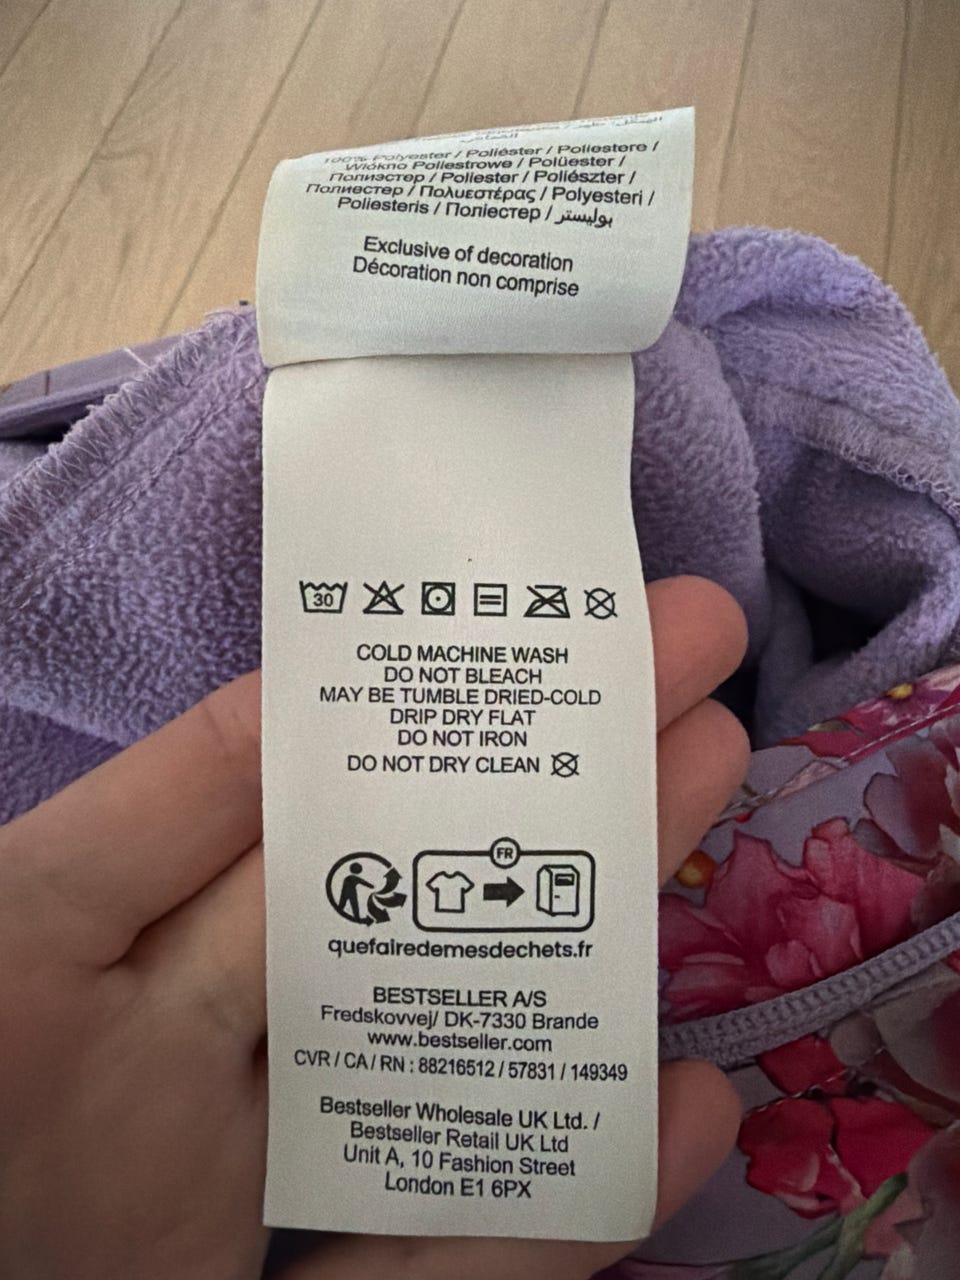 100% Polyester / Poliéster / Poliestere /
Włókno Poliestrowe / Polüester /
Полиэстер / Poliester / Poliészter /
Полиестер / Πολυεστέρας / Polyesteri /
Poliesteris / Поліестер / بوليستر
Exclusive of decoration
Décoration non comprise
30
COLD MACHINE WASH
DO NOT BLEACH
MAY BE TUMBLE DRIED-COLD
DRIP DRY FLAT
DO NOT IRON
DO NOT DRY CLEAN
FR
quefairedemesdechets.fr
BESTSELLER A/S
Fredskovvej/ DK-7330 Brande
www.bestseller.com
CVR / CA / RN : 88216512 / 57831 / 149349
Bestseller Wholesale UK Ltd. /
Bestseller Retail UK Ltd
Unit A, 10 Fashion Street
London E1 6PX